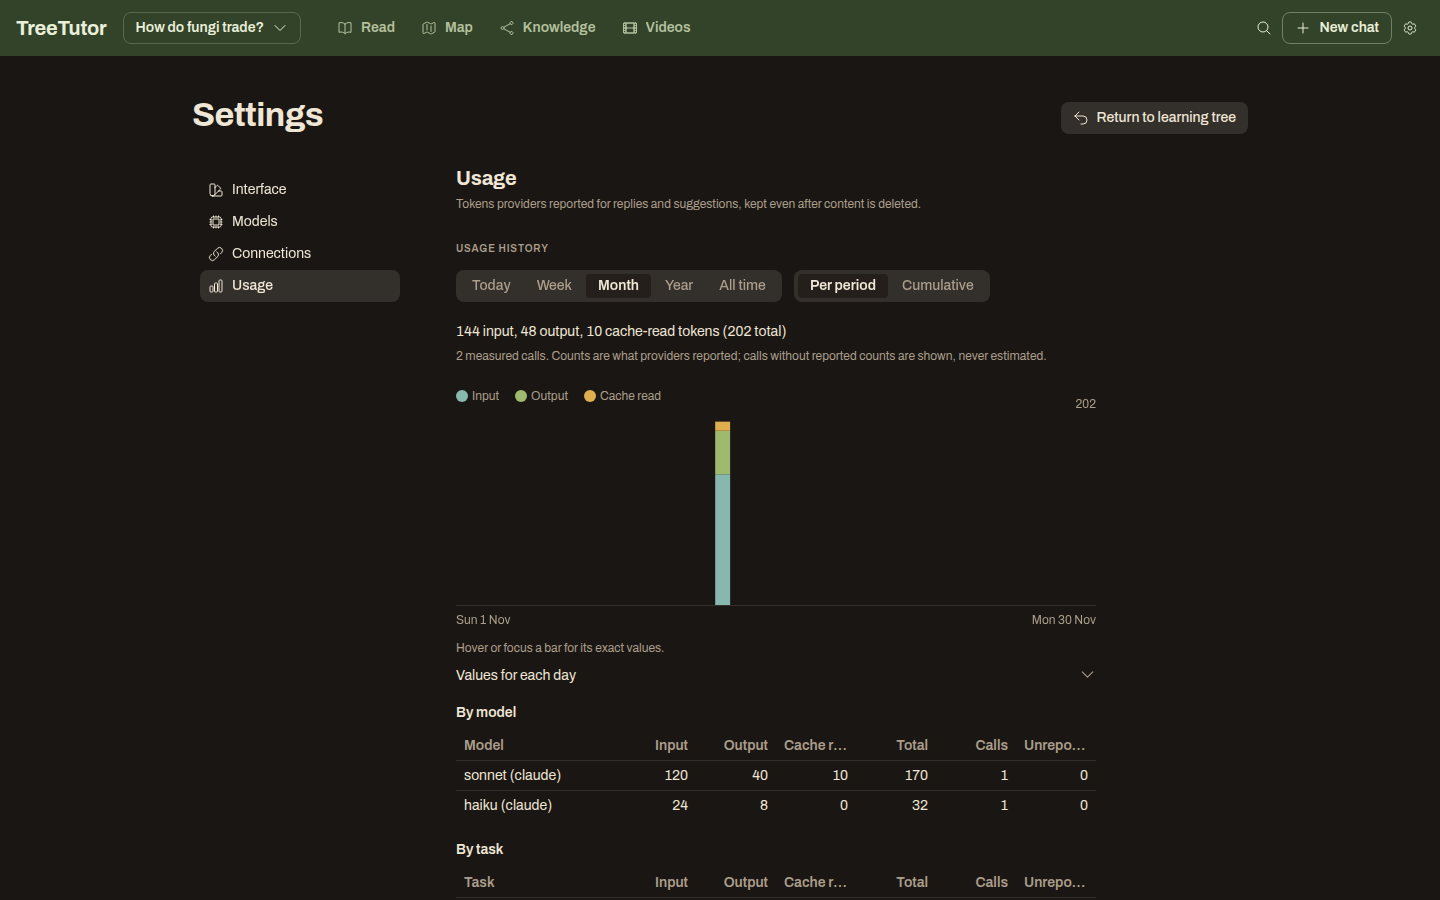 TreeTutor How do fungi trade? Read Map Knowledge Videos New chat
Settings
Return to learning tree
Interface
Models
Connections
Usage
Usage
Tokens providers reported for replies and suggestions, kept even after content is deleted.
USAGE HISTORY
Today Week Month Year All time Per period Cumulative
144 input, 48 output, 10 cache-read tokens (202 total)
2 measured calls. Counts are what providers reported; calls without reported counts are shown, never estimated.
Input Output Cache read
202
Sun 1 Nov Mon 30 Nov
Hover or focus a bar for its exact values.
Values for each day
By model
Model Input Output Cache r... Total Calls Unrepo...
sonnet (claude) 120 40 10 170 1 0
haiku (claude) 24 8 0 32 1 0
By task
Task Input Output Cache r... Total Calls Unrepo...